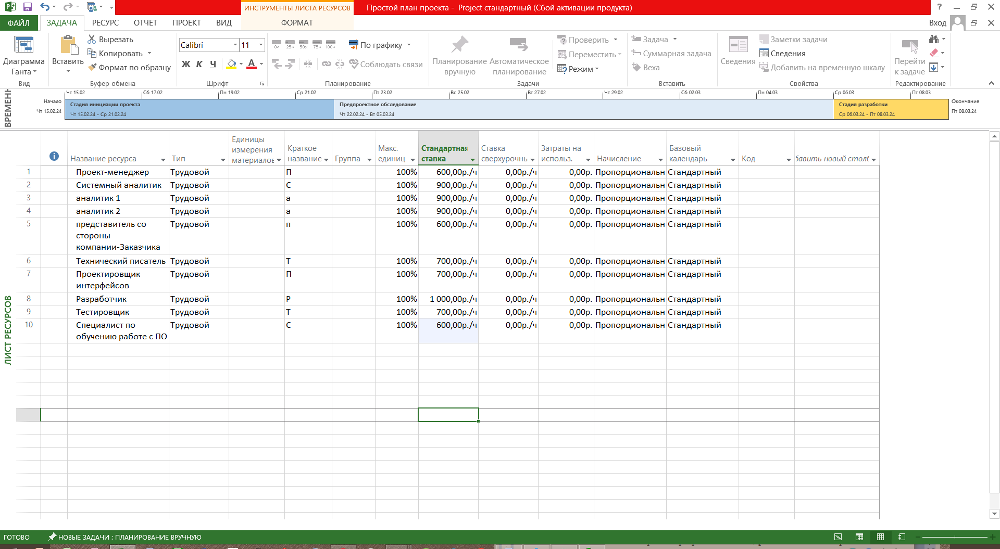 ИНСТРУМЕНТЫ ЛИСТА РЕСУРСОВ
Простой план проекта - Project стандартный (Сбой активации продукта)
ФАЙЛ ЗАДАЧА РЕСУРС ОТЧЕТ ПРОЕКТ ВИД ФОРМАТ Вход
Диаграмма Ганта
Вид
Вставить
Вырезать
Копировать
Формат по образцу
Буфер обмена
Calibri 11
Ж К Ч А
Шрифт
0% 25% 50% 75% 100%
По графику
Соблюдать связи
Планирование
Планирование вручную
Автоматическое планирование
Проверить
Переместить
Режим
Задачи
Задача
Суммарная задача
Веха
Вставить
Сведения
Заметки задачи
Сведения
Добавить на временную шкалу
Свойства
Перейти к задаче
Редактирование
ВРЕМЕНН
Чт 15.02 Сб 17.02 Пн 19.02 Ср 21.02 Пт 23.02 Вс 25.02 Вт 27.02 Чт 29.02 Сб 02.03 Пн 04.03 Ср 06.03 Пт 08.03
Начало
Чт 15.02.24
Стадия инициации проекта
Чт 15.02.24 - Ср 21.02.24
Предпроектное обследование
Чт 22.02.24 - Вт 05.03.24
Стадия разработки
Ср 06.03.24 - Пт 08.03.24
Окончание
Пт 08.03.24
Название ресурса
Тип
Единицы измерения материалов
Краткое название
Группа
Макс. единиц
Стандартная ставка
Ставка сверхурочнь
Затраты на использ.
Начисление
Базовый календарь
Код
бавить новый столб
1 Проект-менеджер Трудовой П 100% 600,00р./ч 0,00р./ч 0,00р. Пропорциональн Стандартный
2 Системный аналитик Трудовой С 100% 900,00р./ч 0,00р./ч 0,00р. Пропорциональн Стандартный
3 аналитик 1 Трудовой а 100% 900,00р./ч 0,00р./ч 0,00р. Пропорциональн Стандартный
4 аналитик 2 Трудовой а 100% 900,00р./ч 0,00р./ч 0,00р. Пропорциональн Стандартный
5 представитель со Трудовой п 100% 600,00р./ч 0,00р./ч 0,00р. Пропорциональн Стандартный
стороны
компании-Заказчика
6 Технический писатель Трудовой Т 100% 700,00р./ч 0,00р./ч 0,00р. Пропорциональн Стандартный
7 Проектировщик Трудовой П 100% 700,00р./ч 0,00р./ч 0,00р. Пропорциональн Стандартный
интерфейсов
8 Разработчик Трудовой Р 100% 1 000,00р./ч 0,00р./ч 0,00р. Пропорциональн Стандартный
9 Тестировщик Трудовой Т 100% 700,00р./ч 0,00р./ч 0,00р. Пропорциональн Стандартный
10 Специалист по Трудовой С 100% 600,00р./ч 0,00р./ч 0,00р. Пропорциональн Стандартный
обучению работе с ПО
ЛИСТ РЕСУРСОВ
ГОТОВО НОВЫЕ ЗАДАЧИ : ПЛАНИРОВАНИЕ ВРУЧНУЮ